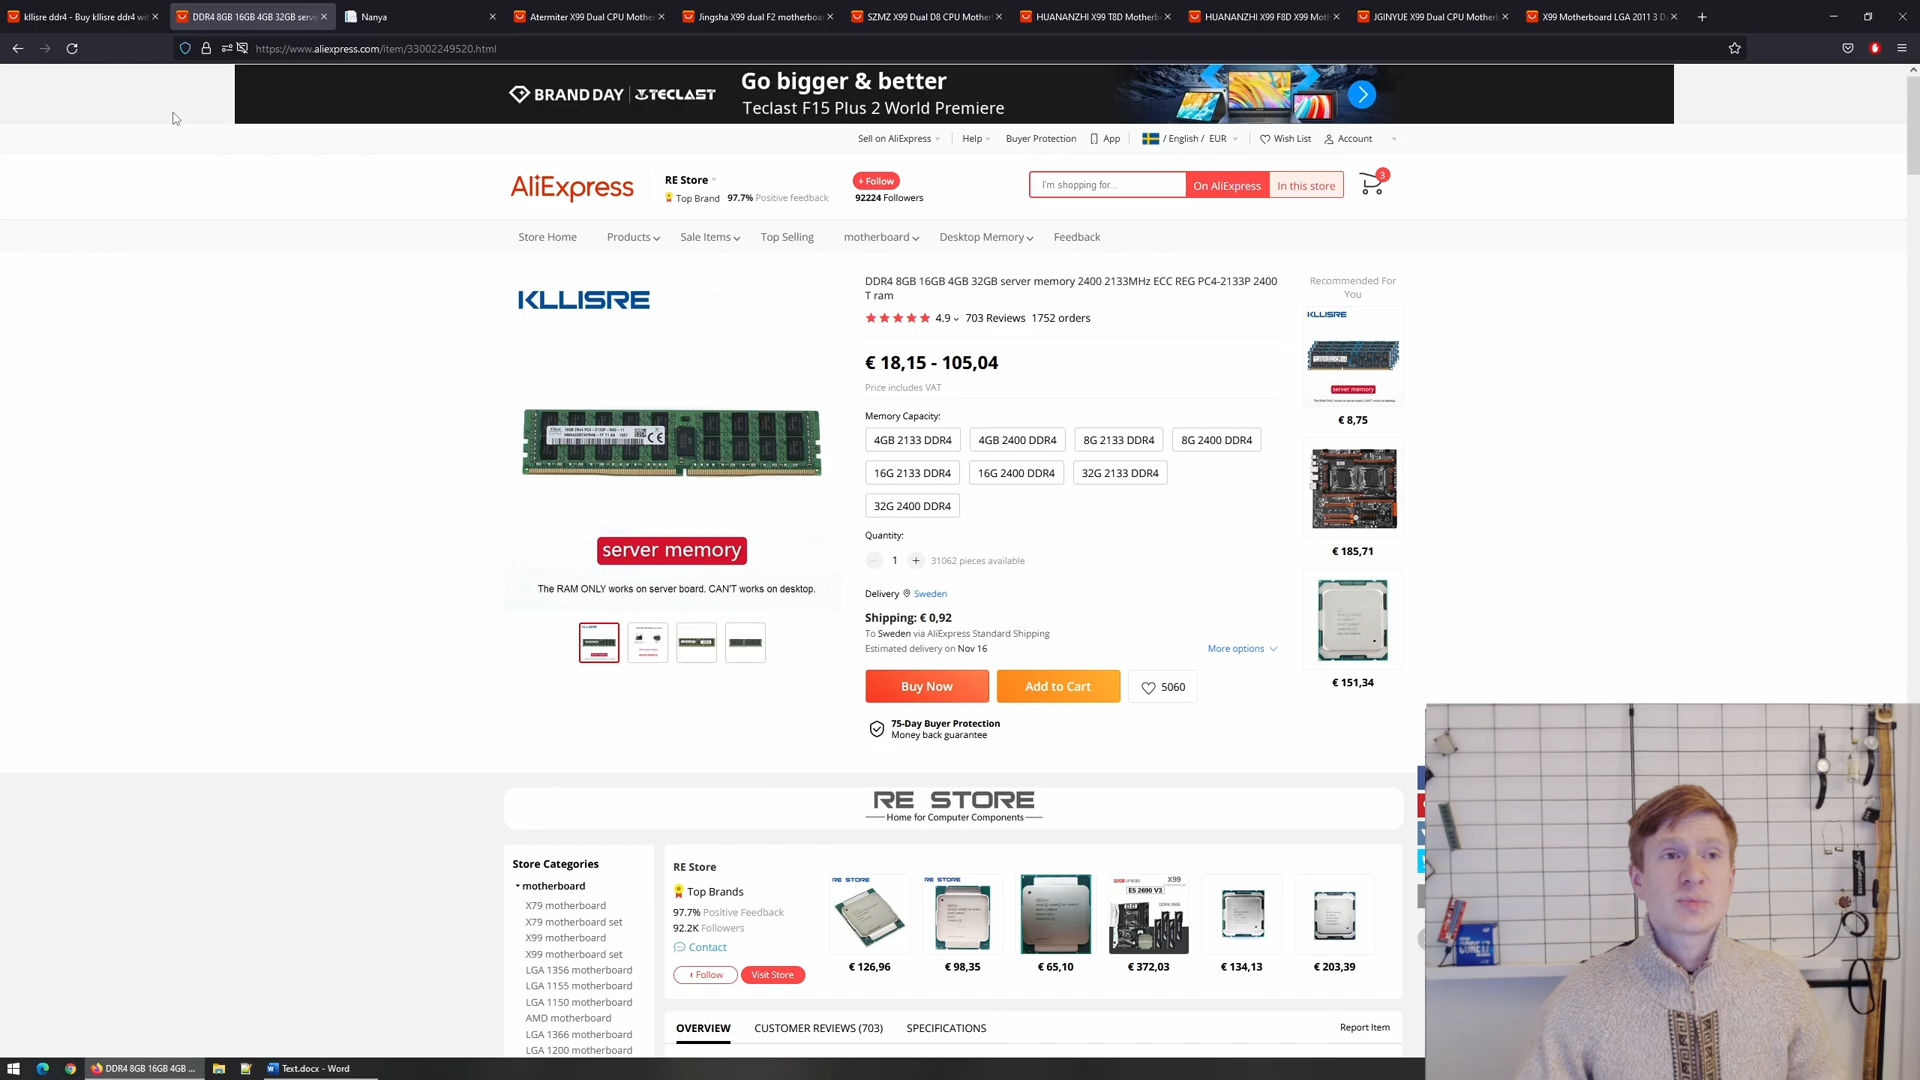 kllisre ddr4 - Buy kllisre ddr4 wit
DDR4 8GB 16GB 4GB 32GB serve
Nanya
Atermiter X99 Dual CPU Mother
Jingsha X99 dual F2 motherboa
SZMZ X99 Dual D8 CPU Mother
HUANANZHI X99 T8D Motherb
HUANANZHI X99 F8D X99 Mot
JGINYUE X99 Dual CPU Mother
X99 Motherboard LGA 2011 3 D
https://www.aliexpress.com/item/33002249520.html
BRAND DAY TECLAST
Go bigger & better
Teclast F15 Plus 2 World Premiere
Sell on AliExpress
Help
Buyer Protection
App
/ English / EUR
Wish List
Account
AliExpress
RE Store
Top Brand 97.7% Positive feedback
+ Follow
92224 Followers
I'm shopping for...
On AliExpress
In this store
3
Store Home
Products
Sale Items
Top Selling
motherboard
Desktop Memory
Feedback
KLLISRE
server memory
The RAM ONLY works on server board. CAN'T works on desktop.
DDR4 8GB 16GB 4GB 32GB server memory 2400 2133MHz ECC REG PC4-2133P 2400
T ram
4.9 703 Reviews 1752 orders
€ 18,15 - 105,04
Price includes VAT
Memory Capacity:
4GB 2133 DDR4
4GB 2400 DDR4
8G 2133 DDR4
8G 2400 DDR4
16G 2133 DDR4
16G 2400 DDR4
32G 2133 DDR4
32G 2400 DDR4
Quantity:
1
31062 pieces available
Delivery Sweden
Shipping: € 0,92
To Sweden via AliExpress Standard Shipping
Estimated delivery on Nov 16
More options
Buy Now
Add to Cart
5060
75-Day Buyer Protection
Money back guarantee
Recommended For
You
KLLISRE
server memory
€ 8,75
€ 185,71
€ 151,34
RE STORE
Home for Computer Components
Store Categories
motherboard
X79 motherboard
X79 motherboard set
X99 motherboard
X99 motherboard set
LGA 1356 motherboard
LGA 1155 motherboard
LGA 1150 motherboard
AMD motherboard
LGA 1366 motherboard
LGA 1200 motherboard
RE Store
Top Brands
97.7% Positive Feedback
92.2K Followers
Contact
+ Follow
Visit Store
RE STORE
RE STORE
X99
E5 2690 V3
€ 126,96
€ 98,35
€ 65,10
€ 372,03
€ 134,13
€ 203,39
OVERVIEW
CUSTOMER REVIEWS (703)
SPECIFICATIONS
Report Item
DDR4 8GB 16GB 4GB ...
Text.docx - Word